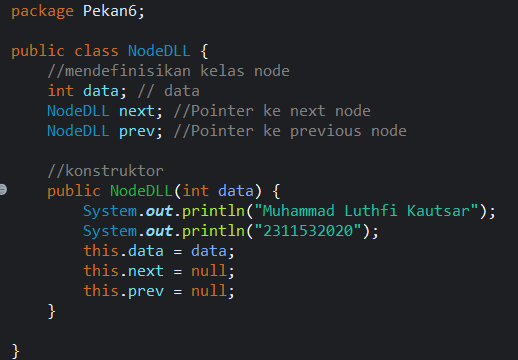 package Pekan6;
public class NodeDLL {
//mendefinisikan kelas node
int data; // data
NodeDLL next; //Pointer ke next node
NodeDLL prev; //Pointer ke previous node
//konstruktor
public NodeDLL(int data) {
System.out.println("Muhammad Luthfi Kautsar");
System.out.println("2311532020");
this.data = data;
this.next = null;
this.prev = null;
}
}